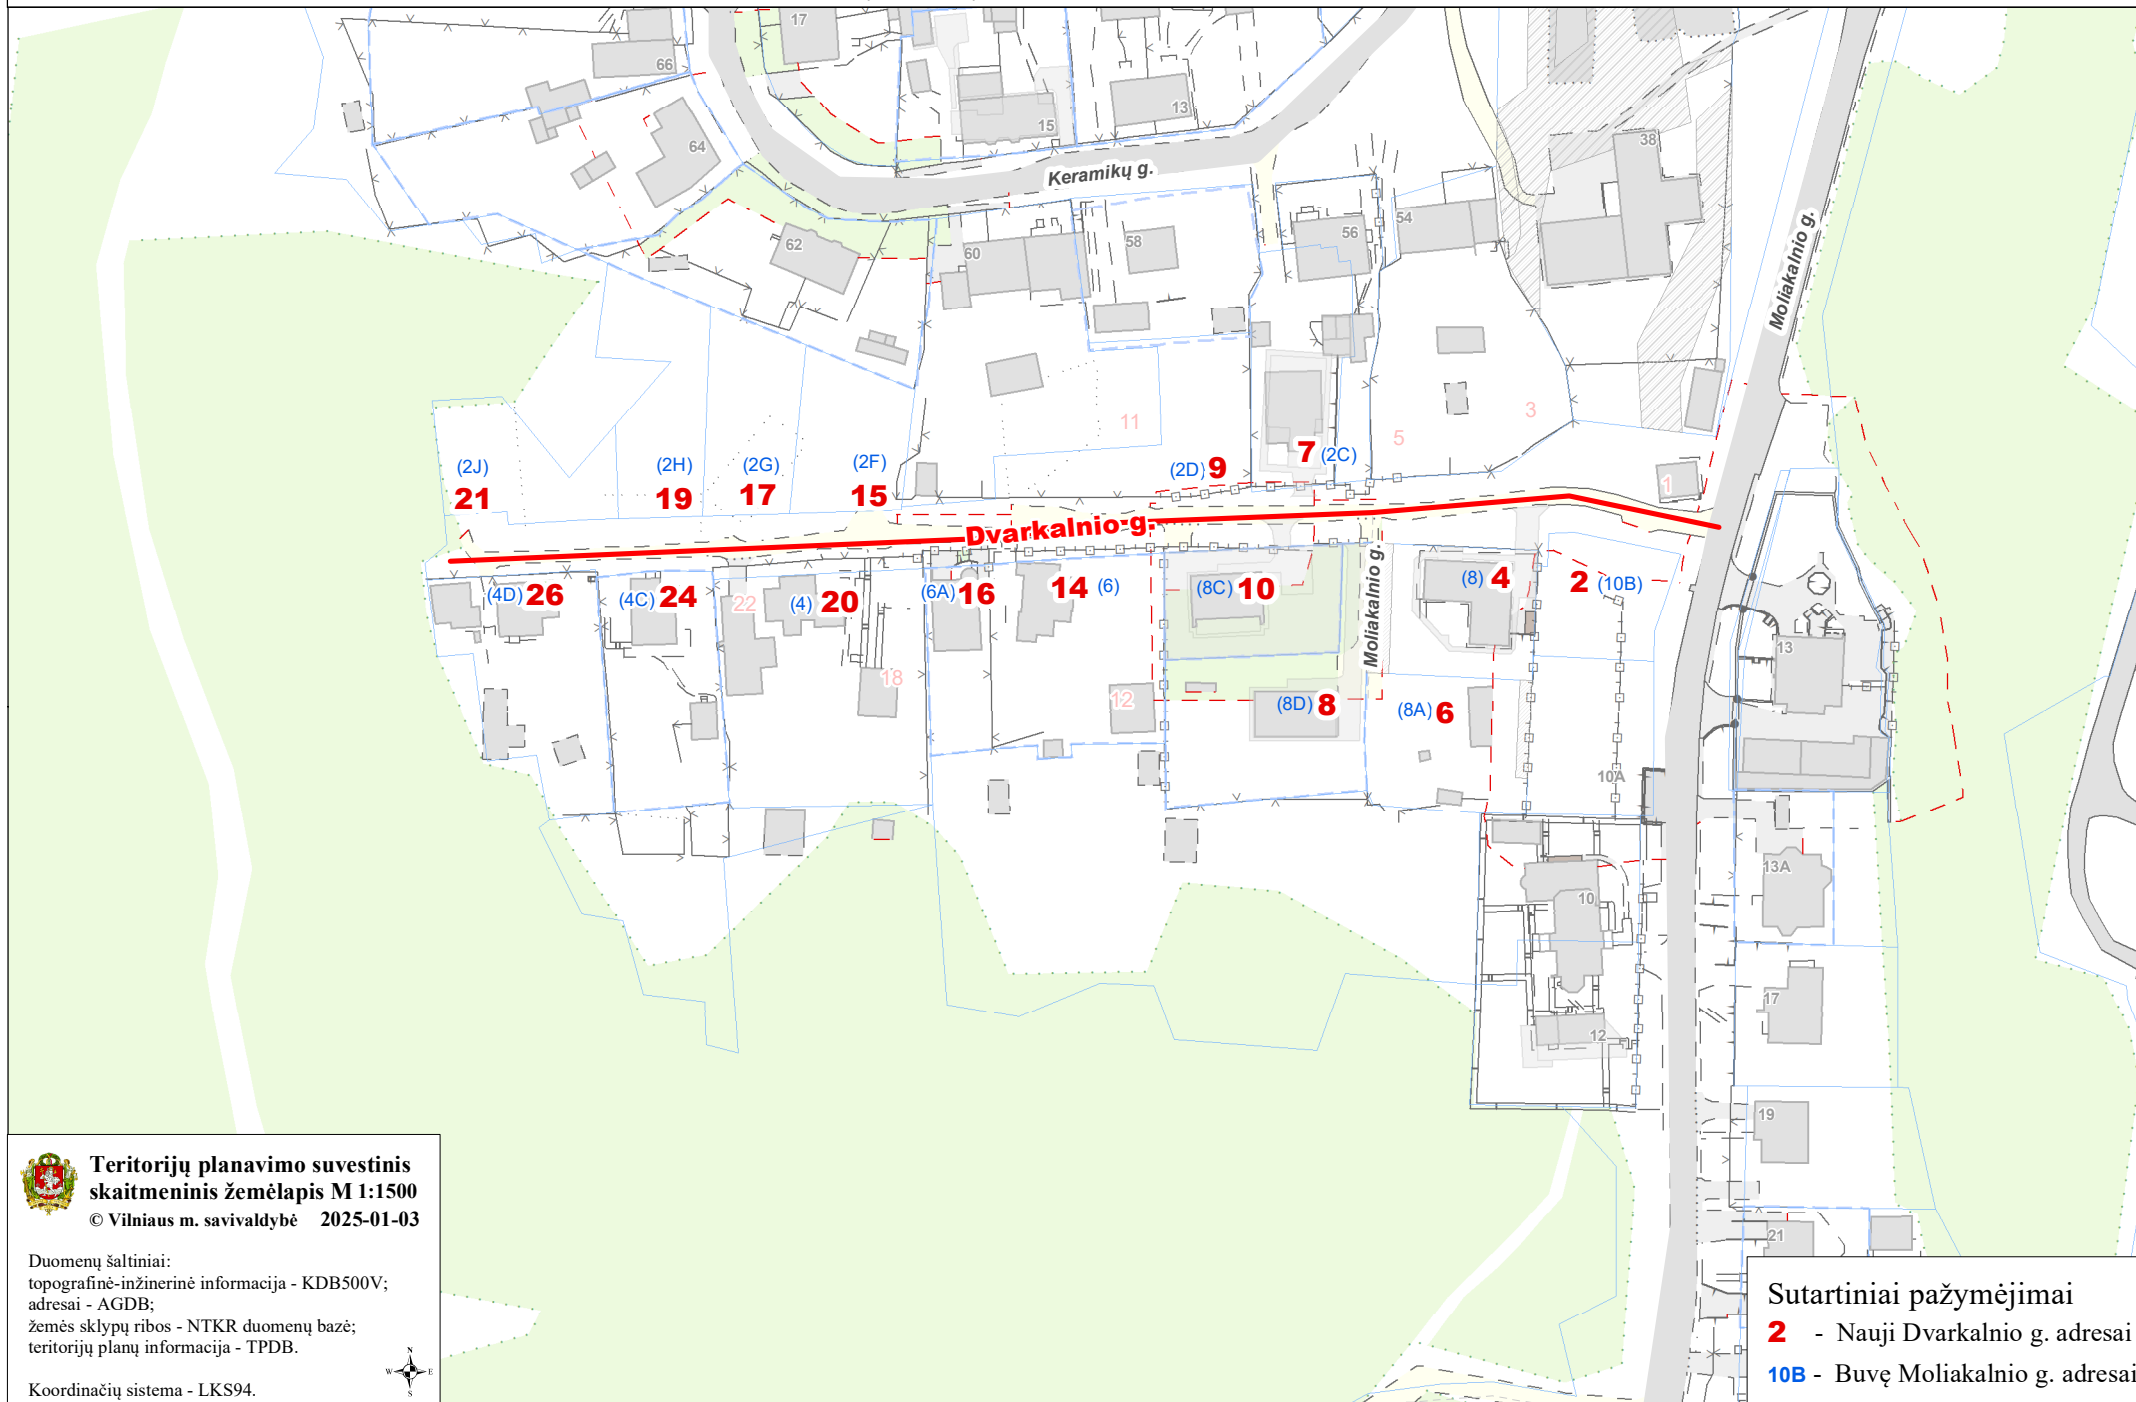 17
66
15
13
64
38
Keramikų g.
62
60
58
56
54
Moliakalnio g.
11
3
5
(2J)
21
(2H)
19
(2G)
17
(2F)
15
(2D) 9
7 (2C)
1
Dvarkalnio g.
(4D) 26
(4C) 24
22
(4) 20
(6A) 16
14 (6)
(8C) 10
Moliakalnio g.
(8) 4
2 (10B)
18
12
(8D) 8
(8A) 6
13
10A
13A
10
17
12
19
21
Teritorijų planavimo suvestinis
skaitmeninis žemėlapis M 1:1500
© Vilniaus m. savivaldybė 2025-01-03
Duomenų šaltiniai:
topografinė-inžinerinė informacija - KDB500V;
adresai - AGDB;
žemės sklypų ribos - NTKR duomenų bazė;
teritorijų planų informacija - TPDB.
Koordinačių sistema - LKS94.
N
W E
S
Sutartiniai pažymėjimai
2 - Nauji Dvarkalnio g. adresai
10B - Buvę Moliakalnio g. adresai